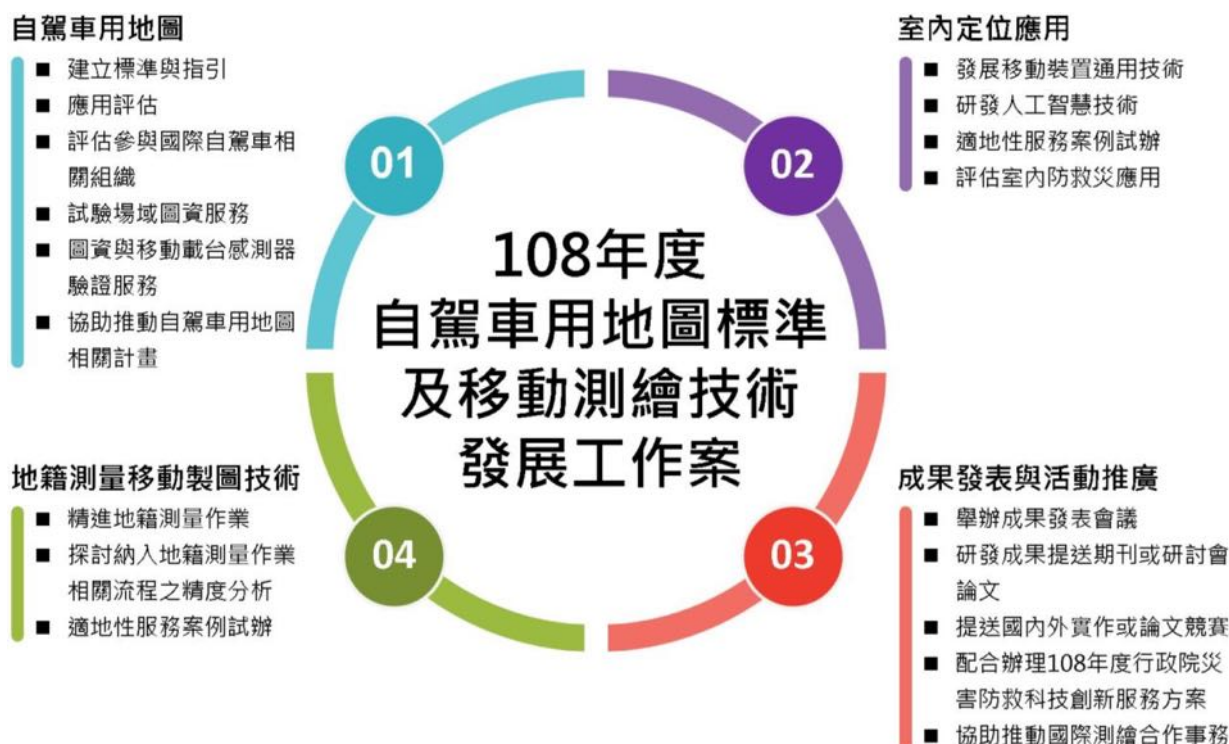 自駕車用地圖
■ 建立標準與指引
■ 應用評估
■ 評估參與國際自駕車相
關組織
■ 試驗場域圖資服務
■ 圖資與移動載台感測器
驗證服務
■ 協助推動自駕車用地圖
相關計畫
01
室內定位應用
■ 發展移動裝置通用技術
■ 研發人工智慧技術
■ 適地性服務案例試辦
■ 評估室內防救災應用
02
108年度
自駕車用地圖標準
及移動測繪技術
發展工作案
成果發表與活動推廣
■ 舉辦成果發表會議
■ 研發成果提送期刊或研討會
論文
■ 提送國內外實作或論文競賽
■ 配合辦理108年度行政院災
害防救科技創新服務方案
■ 協助推動國際測繪合作事務
03
地籍測量移動製圖技術
■ 精進地籍測量作業
■ 探討納入地籍測量作業
相關流程之精度分析
■ 適地性服務案例試辦
04